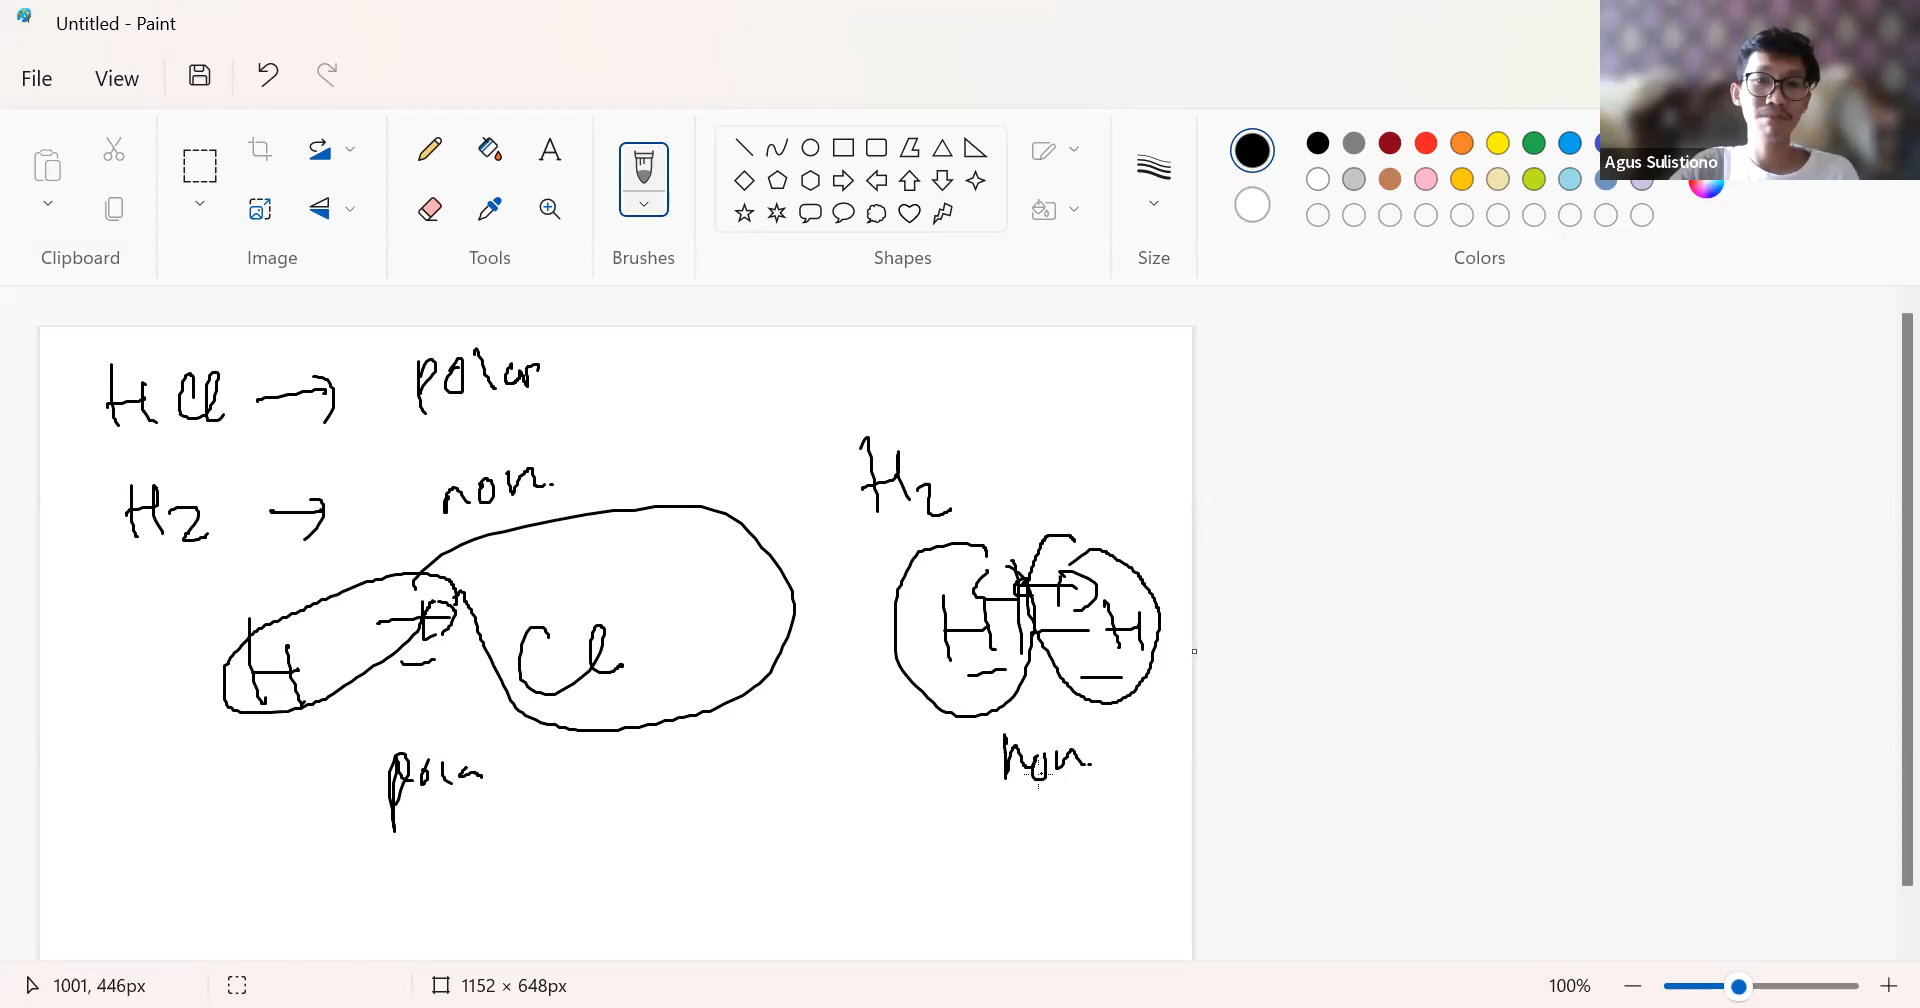 Untitled - Paint
File View
Agus Sulistiono
Clipboard Image Tools Brushes Shapes Size Colors
HCl → polar
H2 → non.
H2
H Cl
H H
pola
non.
1001, 446px 1152 × 648px 100%